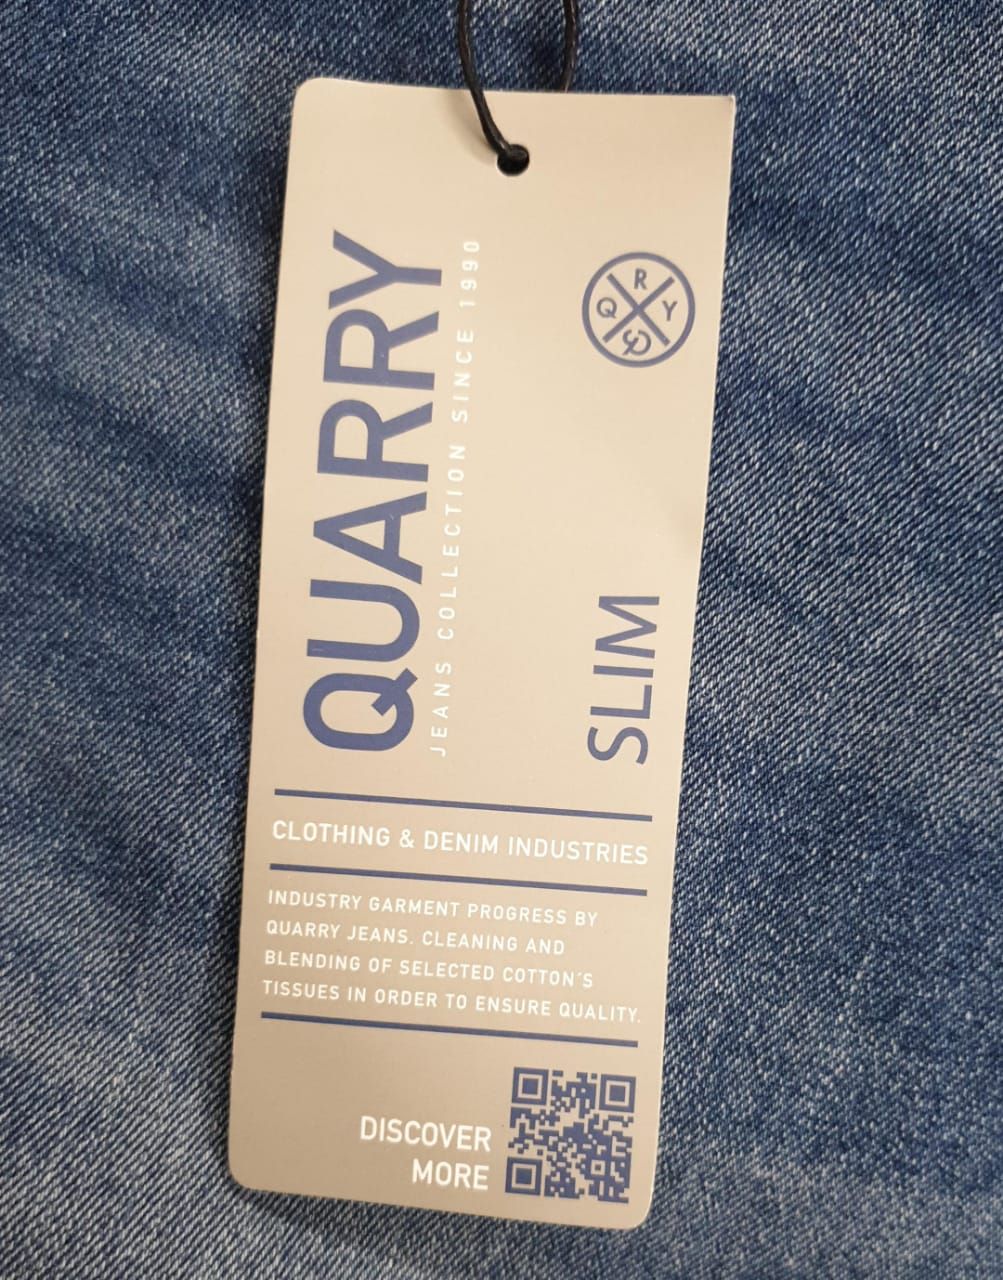 QUARRY
JEANS COLLECTION SINCE 1990
R
Q Y
&
SLIM
CLOTHING & DENIM INDUSTRIES
INDUSTRY GARMENT PROGRESS BY
QUARRY JEANS. CLEANING AND
BLENDING OF SELECTED COTTON'S
TISSUES IN ORDER TO ENSURE QUALITY.
DISCOVER
MORE